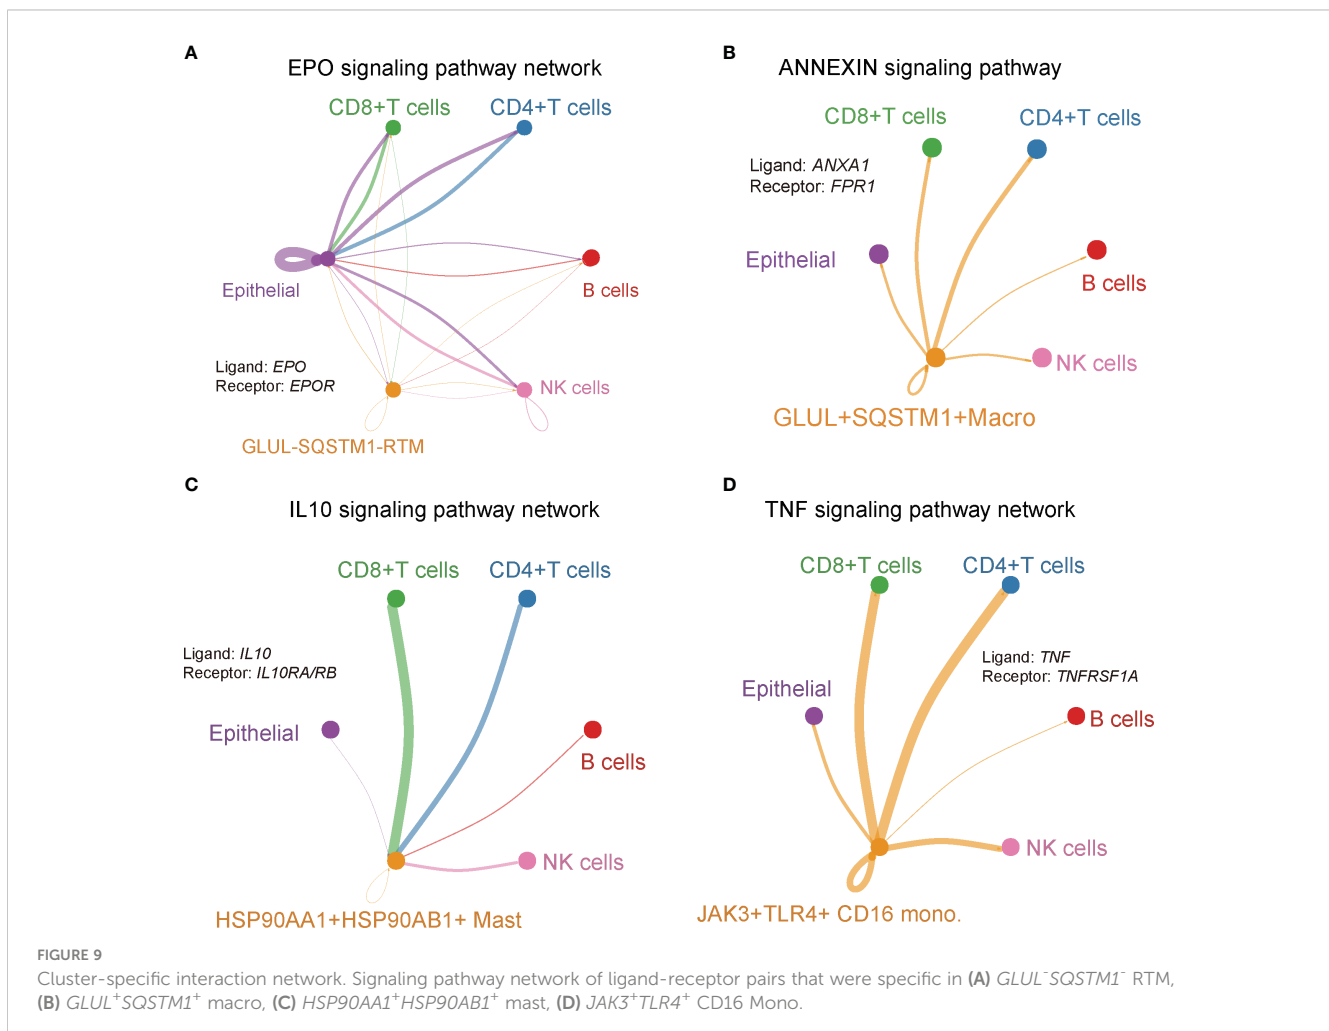 A
EPO signaling pathway network
CD8+T cells
CD4+T cells
Epithelial
B cells
Ligand: EPO
Receptor: EPOR
NK cells
GLUL-SQSTM1-RTM
B
ANNEXIN signaling pathway
CD8+T cells
CD4+T cells
Ligand: ANXA1
Receptor: FPR1
Epithelial
B cells
NK cells
GLUL+SQSTM1+Macro
C
IL10 signaling pathway network
CD8+T cells
CD4+T cells
Ligand: IL10
Receptor: IL10RA/RB
Epithelial
B cells
NK cells
HSP90AA1+HSP90AB1+ Mast
D
TNF signaling pathway network
CD8+T cells
CD4+T cells
Ligand: TNF
Receptor: TNFRSF1A
Epithelial
B cells
NK cells
JAK3+TLR4+ CD16 mono.
FIGURE 9
Cluster-specific interaction network. Signaling pathway network of ligand-receptor pairs that were specific in (A) GLUL⁻SQSTM1⁻ RTM,
(B) GLUL⁺SQSTM1⁺ macro, (C) HSP90AA1⁺HSP90AB1⁺ mast, (D) JAK3⁺TLR4⁺ CD16 Mono.